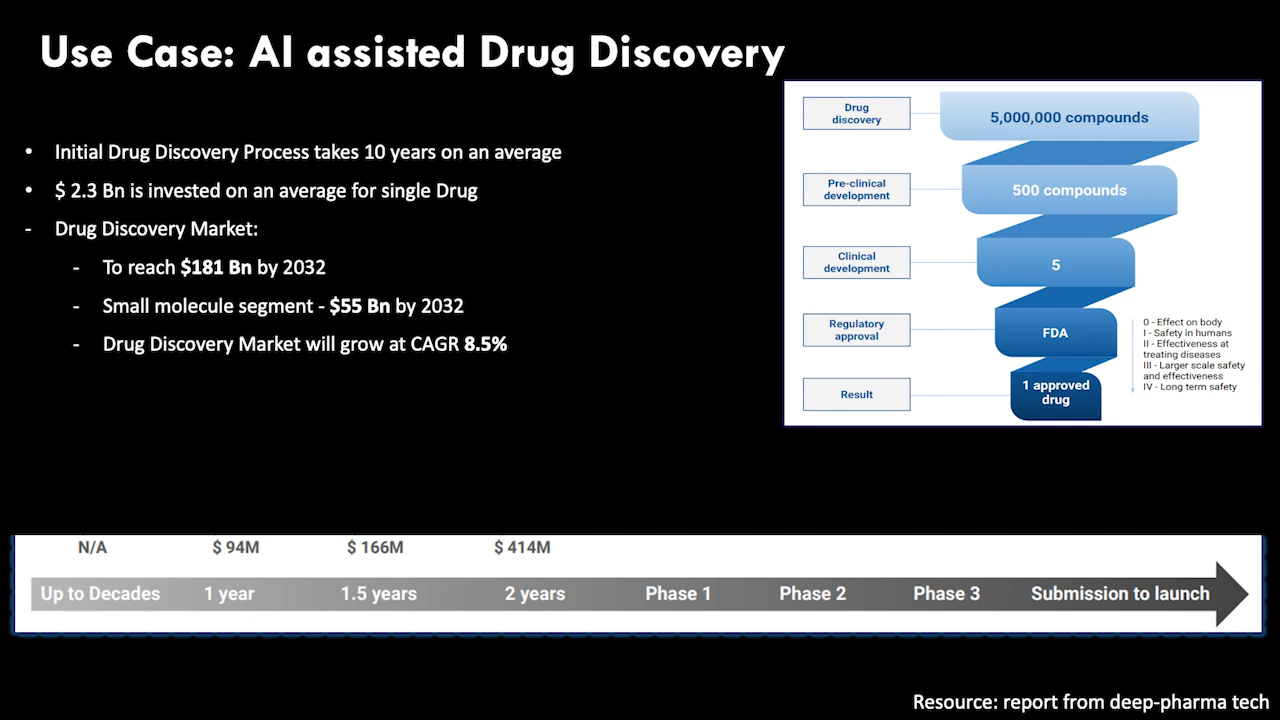 Use Case: AI assisted Drug Discovery
• Initial Drug Discovery Process takes 10 years on an average
• $ 2.3 Bn is invested on an average for single Drug
- Drug Discovery Market:
- To reach $181 Bn by 2032
- Small molecule segment - $55 Bn by 2032
- Drug Discovery Market will grow at CAGR 8.5%
Drug
discovery
5,000,000 compounds
Pre-clinical
development
500 compounds
Clinical
development
5
Regulatory
approval
FDA
0 - Effect on body
I - Safety in humans
II - Effectiveness at
treating diseases
III - Larger scale safety
and effectiveness
IV - Long term safety
Result
1 approved
drug
N/A $ 94M $ 166M $ 414M
Up to Decades 1 year 1.5 years 2 years Phase 1 Phase 2 Phase 3 Submission to launch
Resource: report from deep-pharma tech